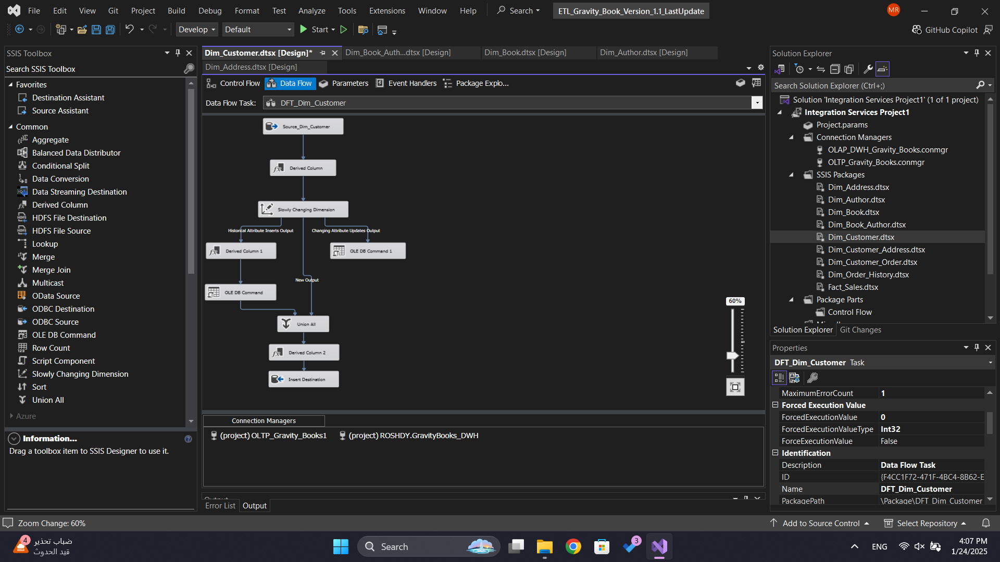 File Edit View Git Project Build Debug Format Test Analyze Tools Extensions Window Help Search ETL_Gravity_Book_Version_1.1_LastUpdate MR
Develop Default Start GitHub Copilot
SSIS Toolbox
Search SSIS Toolbox
Favorites
Destination Assistant
Source Assistant
Common
Aggregate
Balanced Data Distributor
Conditional Split
Data Conversion
Data Streaming Destination
Derived Column
HDFS File Destination
HDFS File Source
Lookup
Merge
Merge Join
Multicast
OData Source
ODBC Destination
ODBC Source
OLE DB Command
Row Count
Script Component
Slowly Changing Dimension
Sort
Union All
Azure
Information...
Drag a toolbox item to SSIS Designer to use it.
Dim_Customer.dtsx [Design]* Dim_Book_Auth...dtsx [Design] Dim_Book.dtsx [Design] Dim_Author.dtsx [Design]
Dim_Address.dtsx [Design]
Control Flow Data Flow Parameters Event Handlers Package Explo...
Data Flow Task: DFT_Dim_Customer
Source_Dim_Customer
Derived Column
Slowly Changing Dimension
Historical Attribute Inserts Output Changing Attribute Updates Output
Derived Column 1 OLE DB Command 1
New Output
OLE DB Command
Union All
Derived Column 2
Insert Destination
60%
Connection Managers
(project) OLTP_Gravity_Books1 (project) ROSHDY.GravityBooks_DWH
Output
Error List Output
Solution Explorer
Search Solution Explorer (Ctrl+;)
Solution 'Integration Services Project1' (1 of 1 project)
Integration Services Project1
Project.params
Connection Managers
OLAP_DWH_Gravity_Books.conmgr
OLTP_Gravity_Books.conmgr
SSIS Packages
Dim_Address.dtsx
Dim_Author.dtsx
Dim_Book.dtsx
Dim_Book_Author.dtsx
Dim_Customer.dtsx
Dim_Customer_Address.dtsx
Dim_Customer_Order.dtsx
Dim_Order_History.dtsx
Fact_Sales.dtsx
Package Parts
Control Flow
Solution Explorer Git Changes
Properties
DFT_Dim_Customer Task
MaximumErrorCount 1
Forced Execution Value
ForcedExecutionValue 0
ForcedExecutionValueType Int32
ForceExecutionValue False
Identification
Description Data Flow Task
ID {F4CC1F72-471F-4BC4-8B62-E
Name DFT_Dim_Customer
PackagePath \Package\DFT_Dim_Customer
Zoom Change: 60% Add to Source Control Select Repository
4 ضباب تحذير
قيد الحدوث
Search 3 ENG 4:07 PM
1/24/2025